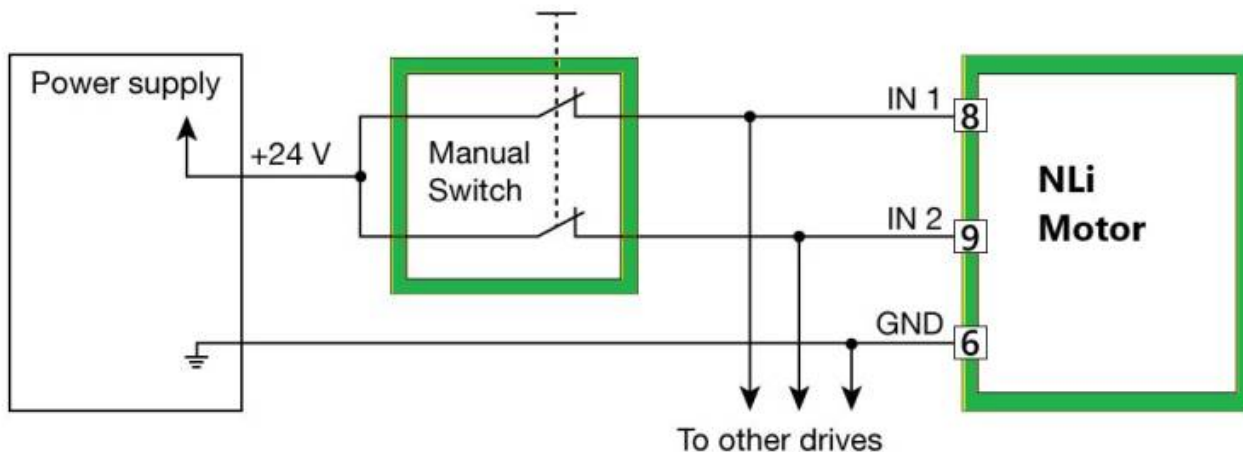 Power supply
+24 V
Manual
Switch
IN 1
8
IN 2
9
GND
6
NLi
Motor
To other drives